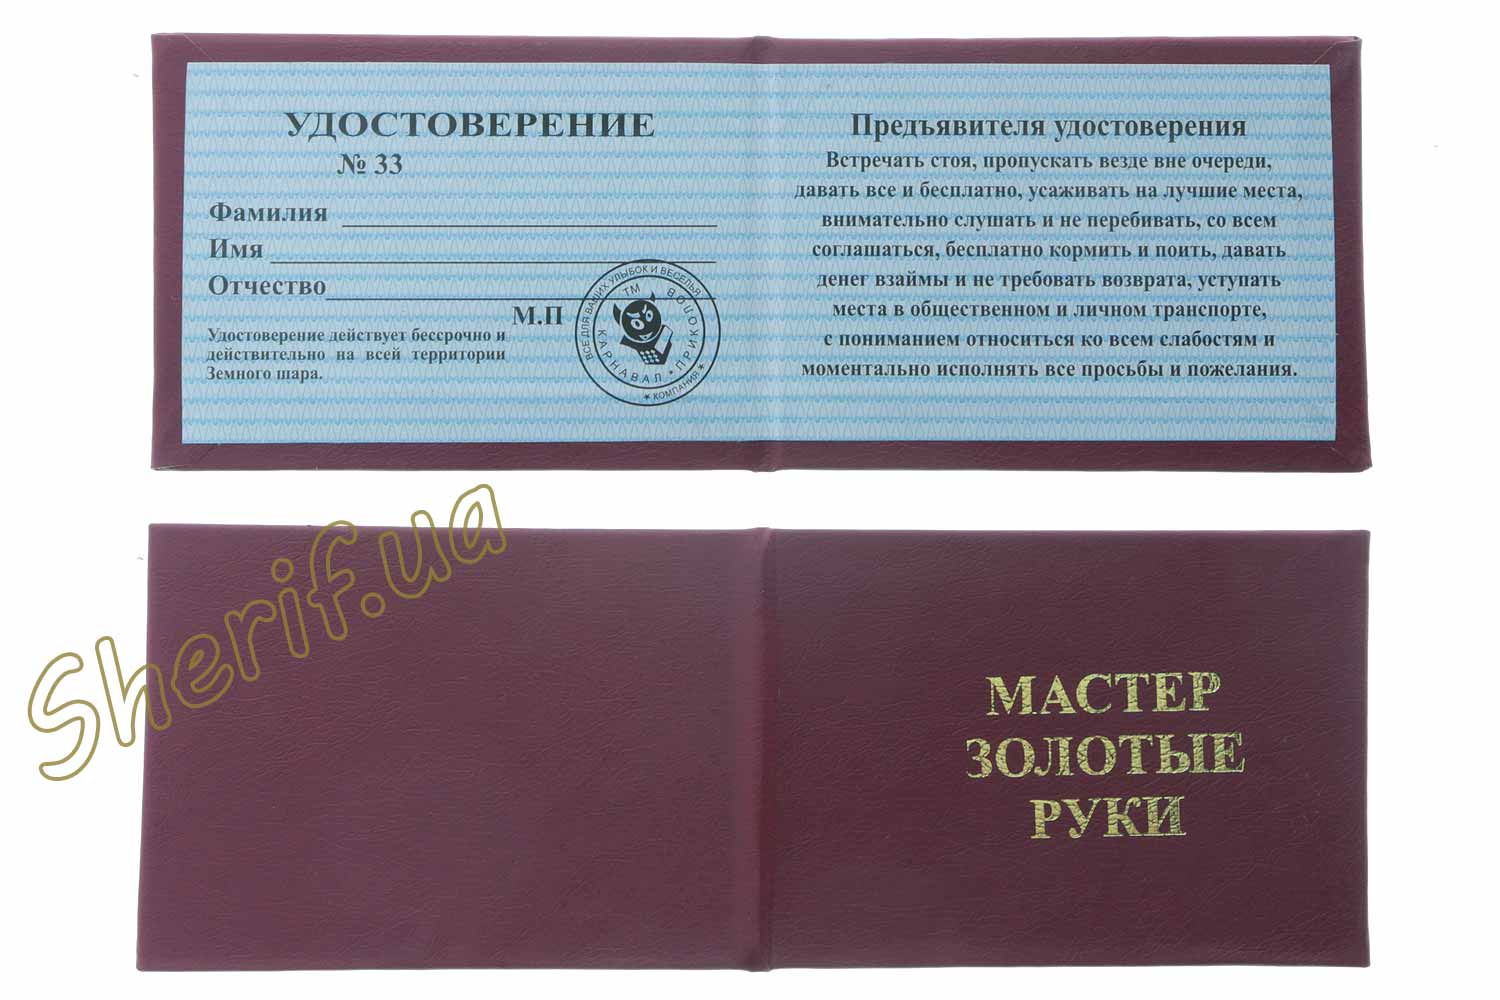 УДОСТОВЕРЕНИЕ
№ 33
Фамилия
Имя
Отчество
М.П
Удостоверение действует бессрочно и
действительно на всей территории
Земного шара.
ВСЕ ДЛЯ ВАШИХ УЛЫБОК И ВЕСЕЛЬЯ
★ КОМПАНИЯ ★
ТМ
КАРНАВАЛ * ПРИКОЛОВ
Предъявителя удостоверения
Встречать стоя, пропускать везде вне очереди,
давать все и бесплатно, усаживать на лучшие места,
внимательно слушать и не перебивать, со всем
соглашаться, бесплатно кормить и поить, давать
денег взаймы и не требовать возврата, уступать
места в общественном и личном транспорте,
с пониманием относиться ко всем слабостям и
моментально исполнять все просьбы и пожелания.
Sherif.ua
МАСТЕР
ЗОЛОТЫЕ
РУКИ